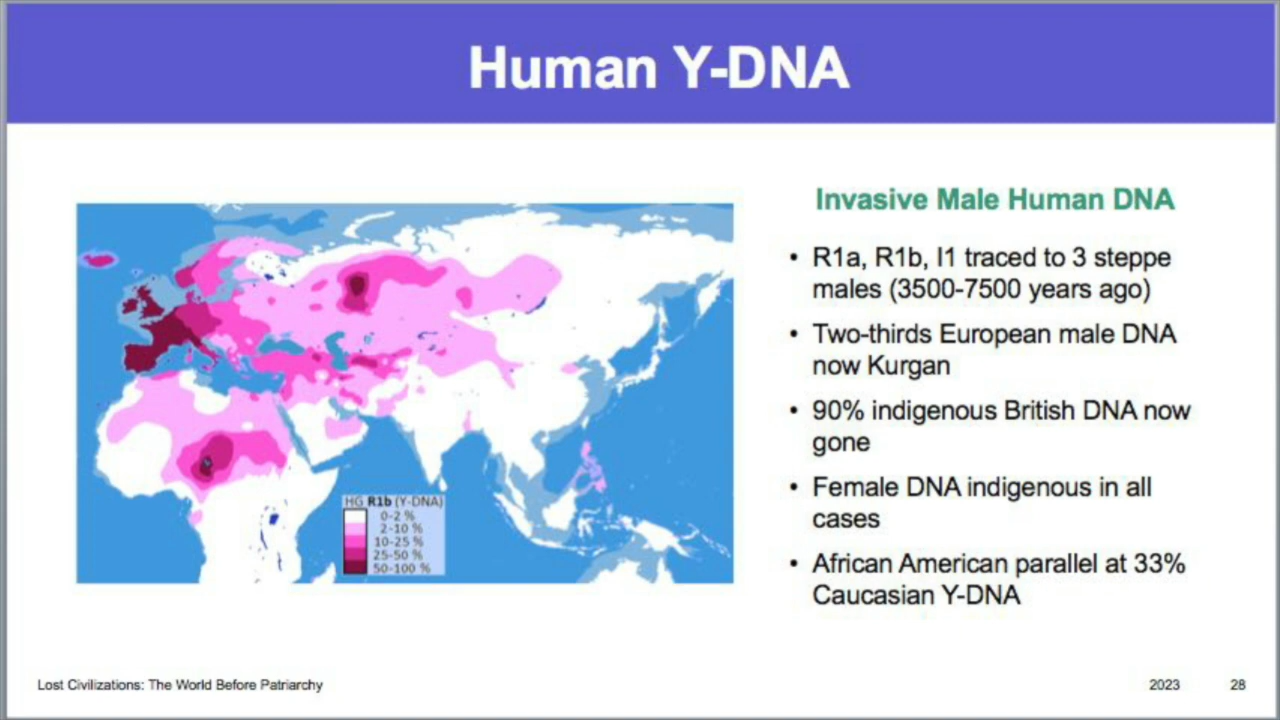 Human Y-DNA
Invasive Male Human DNA
• R1a, R1b, I1 traced to 3 steppe
males (3500-7500 years ago)
• Two-thirds European male DNA
now Kurgan
• 90% indigenous British DNA now
gone
• Female DNA indigenous in all
cases
• African American parallel at 33%
Caucasian Y-DNA
HG R1b (Y-DNA)
0-2 %
2-10 %
10-25 %
25-50 %
50-100 %
Lost Civilizations: The World Before Patriarchy
2023
28